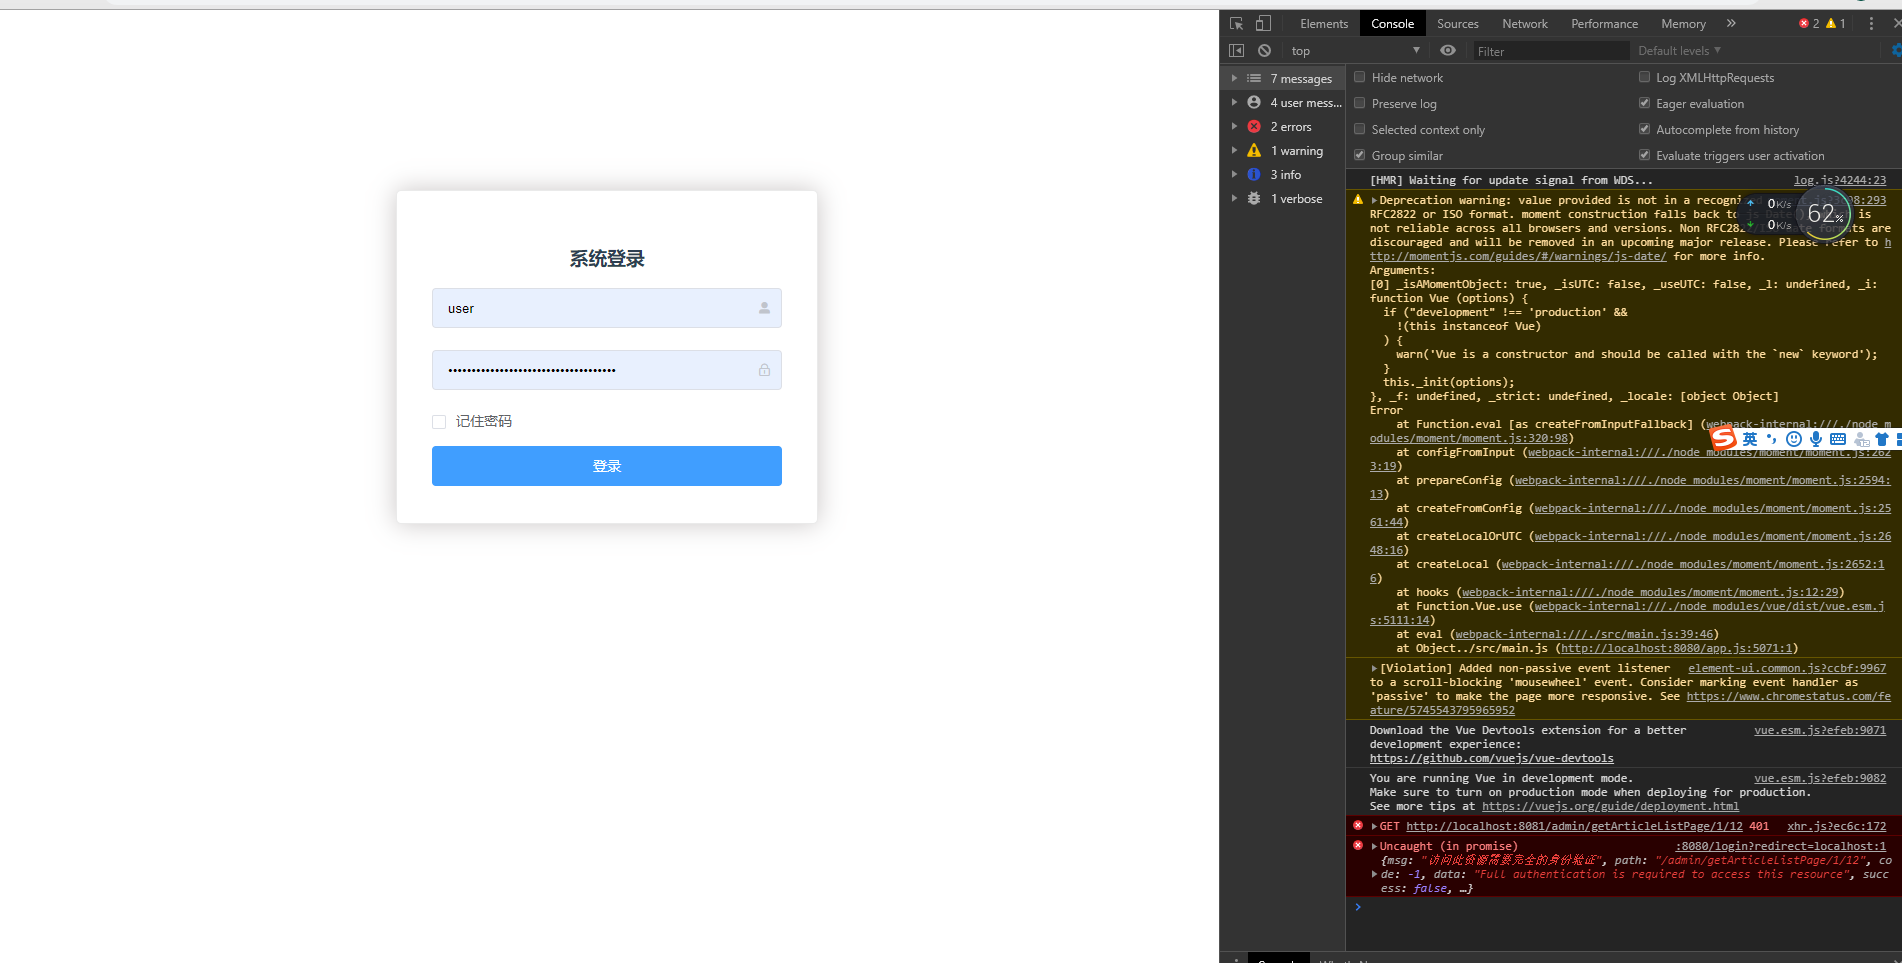 系统登录
user
••••••••••••••••••••••••••••••••••••
记住密码
登录
Elements Console Sources Network Performance Memory » 2 1
top Filter Default levels
7 messages
4 user mess...
2 errors
1 warning
3 info
1 verbose
Hide network Log XMLHttpRequests
Preserve log Eager evaluation
Selected context only Autocomplete from history
Group similar Evaluate triggers user activation
[HMR] Waiting for update signal from WDS... log.js?4244:23
Deprecation warning: value provided is not in a recogni :293
RFC2822 or ISO format. moment construction falls back to is
not reliable across all browsers and versions. Non RFC282 are
discouraged and will be removed in an upcoming major release. Please refer to h
ttp://momentjs.com/guides/#/warnings/js-date/ for more info.
Arguments:
[0] _isAMomentObject: true, _isUTC: false, _useUTC: false, _l: undefined, _i:
function Vue (options) {
if ("development" !== 'production' &&
!(this instanceof Vue)
) {
warn('Vue is a constructor and should be called with the `new` keyword');
}
this._init(options);
}, _f: undefined, _strict: undefined, _locale: [object Object]
Error
at Function.eval [as createFromInputFallback] (webpack-internal:///./node_m
odules/moment/moment.js:320:98)
at configFromInput (webpack-internal:///./node_modules/moment/moment.js:262
3:19)
at prepareConfig (webpack-internal:///./node_modules/moment/moment.js:2594:
13)
at createFromConfig (webpack-internal:///./node_modules/moment/moment.js:25
61:44)
at createLocalOrUTC (webpack-internal:///./node_modules/moment/moment.js:26
48:16)
at createLocal (webpack-internal:///./node_modules/moment/moment.js:2652:1
6)
at hooks (webpack-internal:///./node_modules/moment/moment.js:12:29)
at Function.Vue.use (webpack-internal:///./node_modules/vue/dist/vue.esm.j
s:5111:14)
at eval (webpack-internal:///./src/main.js:39:46)
at Object../src/main.js (http://localhost:8080/app.js:5071:1)
[Violation] Added non-passive event listener element-ui.common.js?ccbf:9967
to a scroll-blocking 'mousewheel' event. Consider marking event handler as
'passive' to make the page more responsive. See https://www.chromestatus.com/fe
ature/5745543795965952
Download the Vue Devtools extension for a better vue.esm.js?efeb:9071
development experience:
https://github.com/vuejs/vue-devtools
You are running Vue in development mode. vue.esm.js?efeb:9082
Make sure to turn on production mode when deploying for production.
See more tips at https://vuejs.org/guide/deployment.html
GET http://localhost:8081/admin/getArticleListPage/1/12 401 xhr.js?ec6c:172
Uncaught (in promise) :8080/login?redirect=localhost:1
{msg: "访问此资源需要完全的身份验证", path: "/admin/getArticleListPage/1/12", co
de: -1, data: "Full authentication is required to access this resource", succ
ess: false, …}
0K/s
0K/s
62%
英